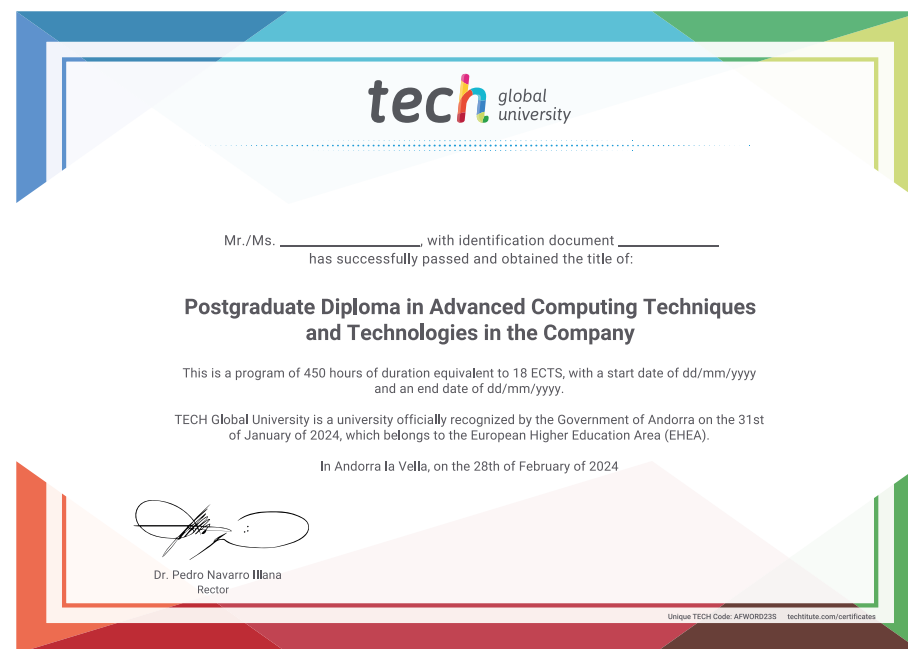 tech global university
Mr./Ms. ____________________, with identification document ______________
has successfully passed and obtained the title of:
Postgraduate Diploma in Advanced Computing Techniques
and Technologies in the Company
This is a program of 450 hours of duration equivalent to 18 ECTS, with a start date of dd/mm/yyyy
and an end date of dd/mm/yyyy.
TECH Global University is a university officially recognized by the Government of Andorra on the 31st
of January of 2024, which belongs to the European Higher Education Area (EHEA).
In Andorra la Vella, on the 28th of February of 2024
Dr. Pedro Navarro Illana
Rector
Unique TECH Code: AFWORD23S techtitute.com/certificates